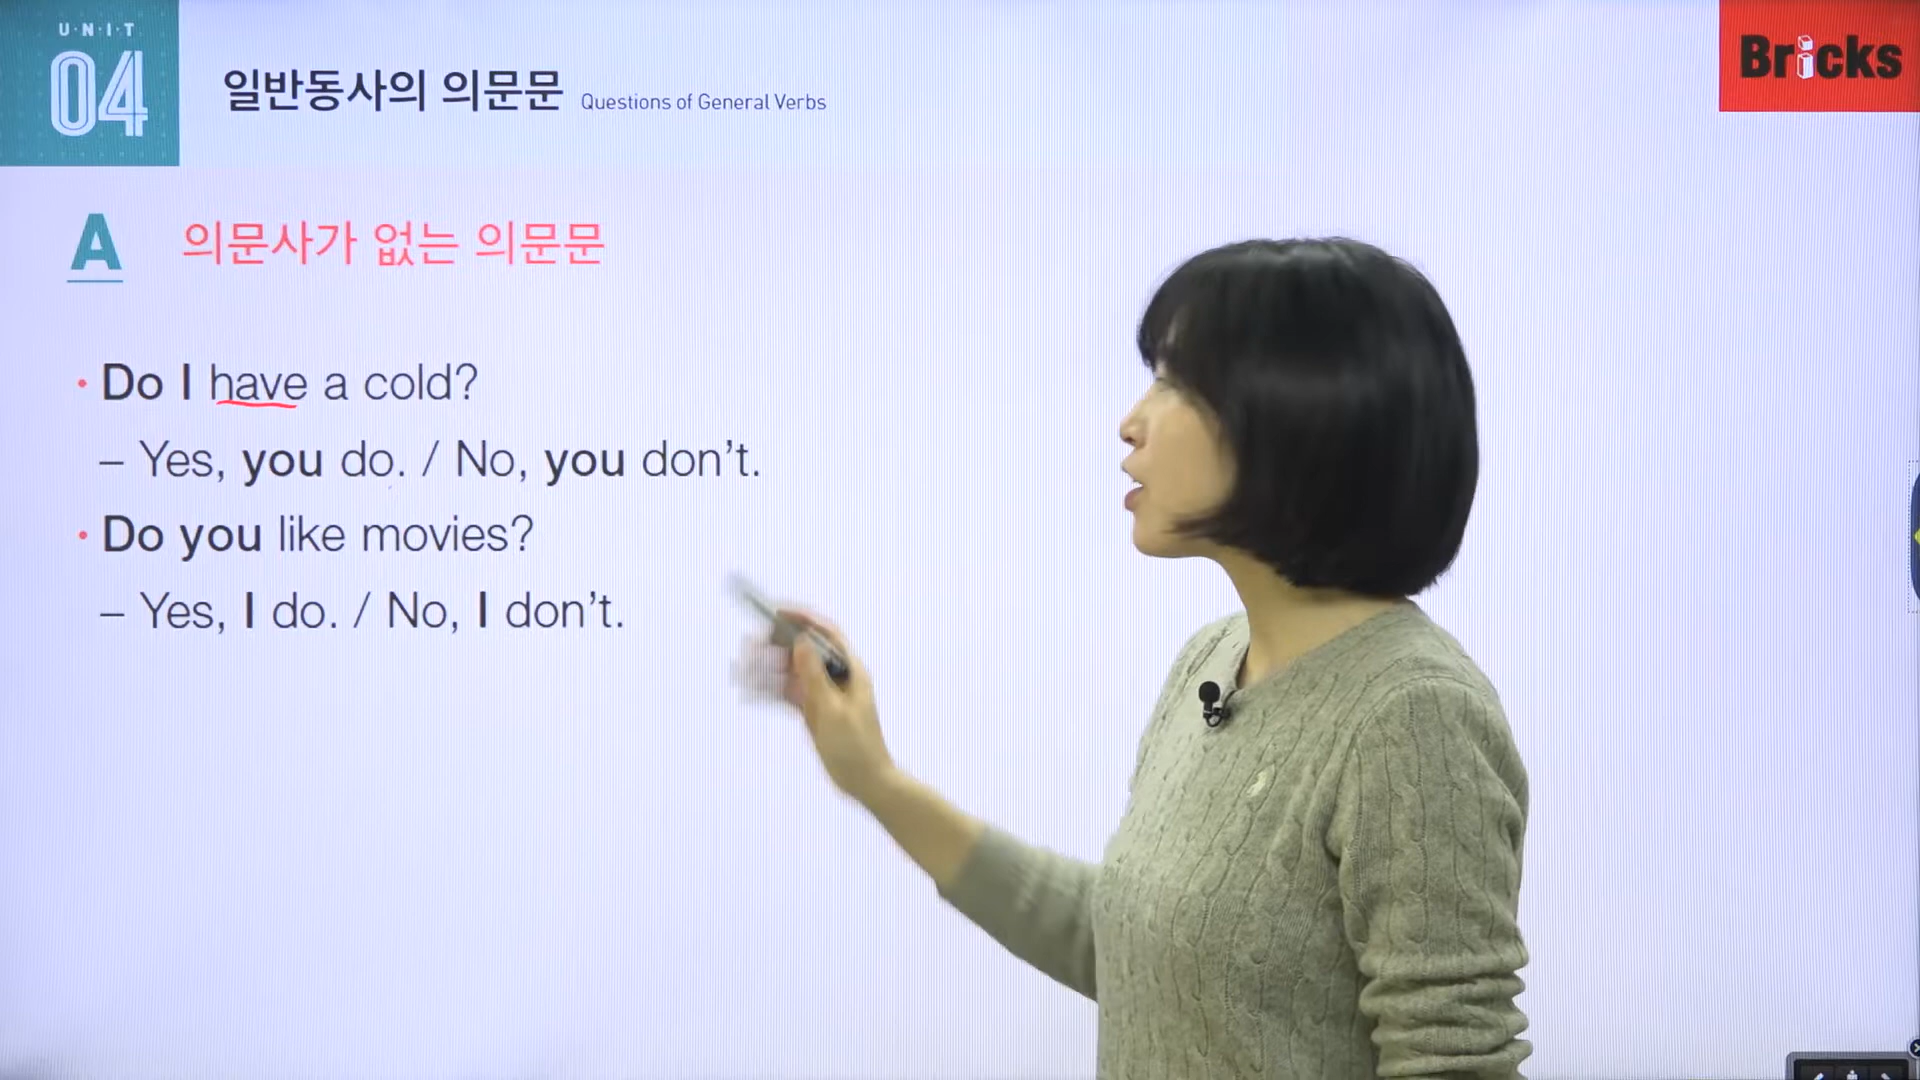 U·N·I·T
04
일반동사의 의문문 Questions of General Verbs
Bricks
A 의문사가 없는 의문문
• Do I have a cold?
– Yes, you do. / No, you don't.
• Do you like movies?
– Yes, I do. / No, I don't.